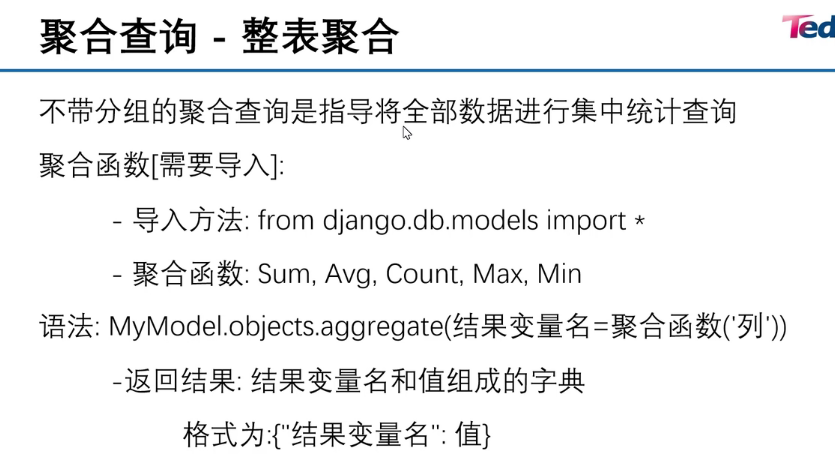 聚合查询 - 整表聚合
Ted
不带分组的聚合查询是指导将全部数据进行集中统计查询
聚合函数[需要导入]:
- 导入方法: from django.db.models import *
- 聚合函数: Sum, Avg, Count, Max, Min
语法: MyModel.objects.aggregate(结果变量名=聚合函数('列'))
-返回结果: 结果变量名和值组成的字典
格式为:{"结果变量名": 值}